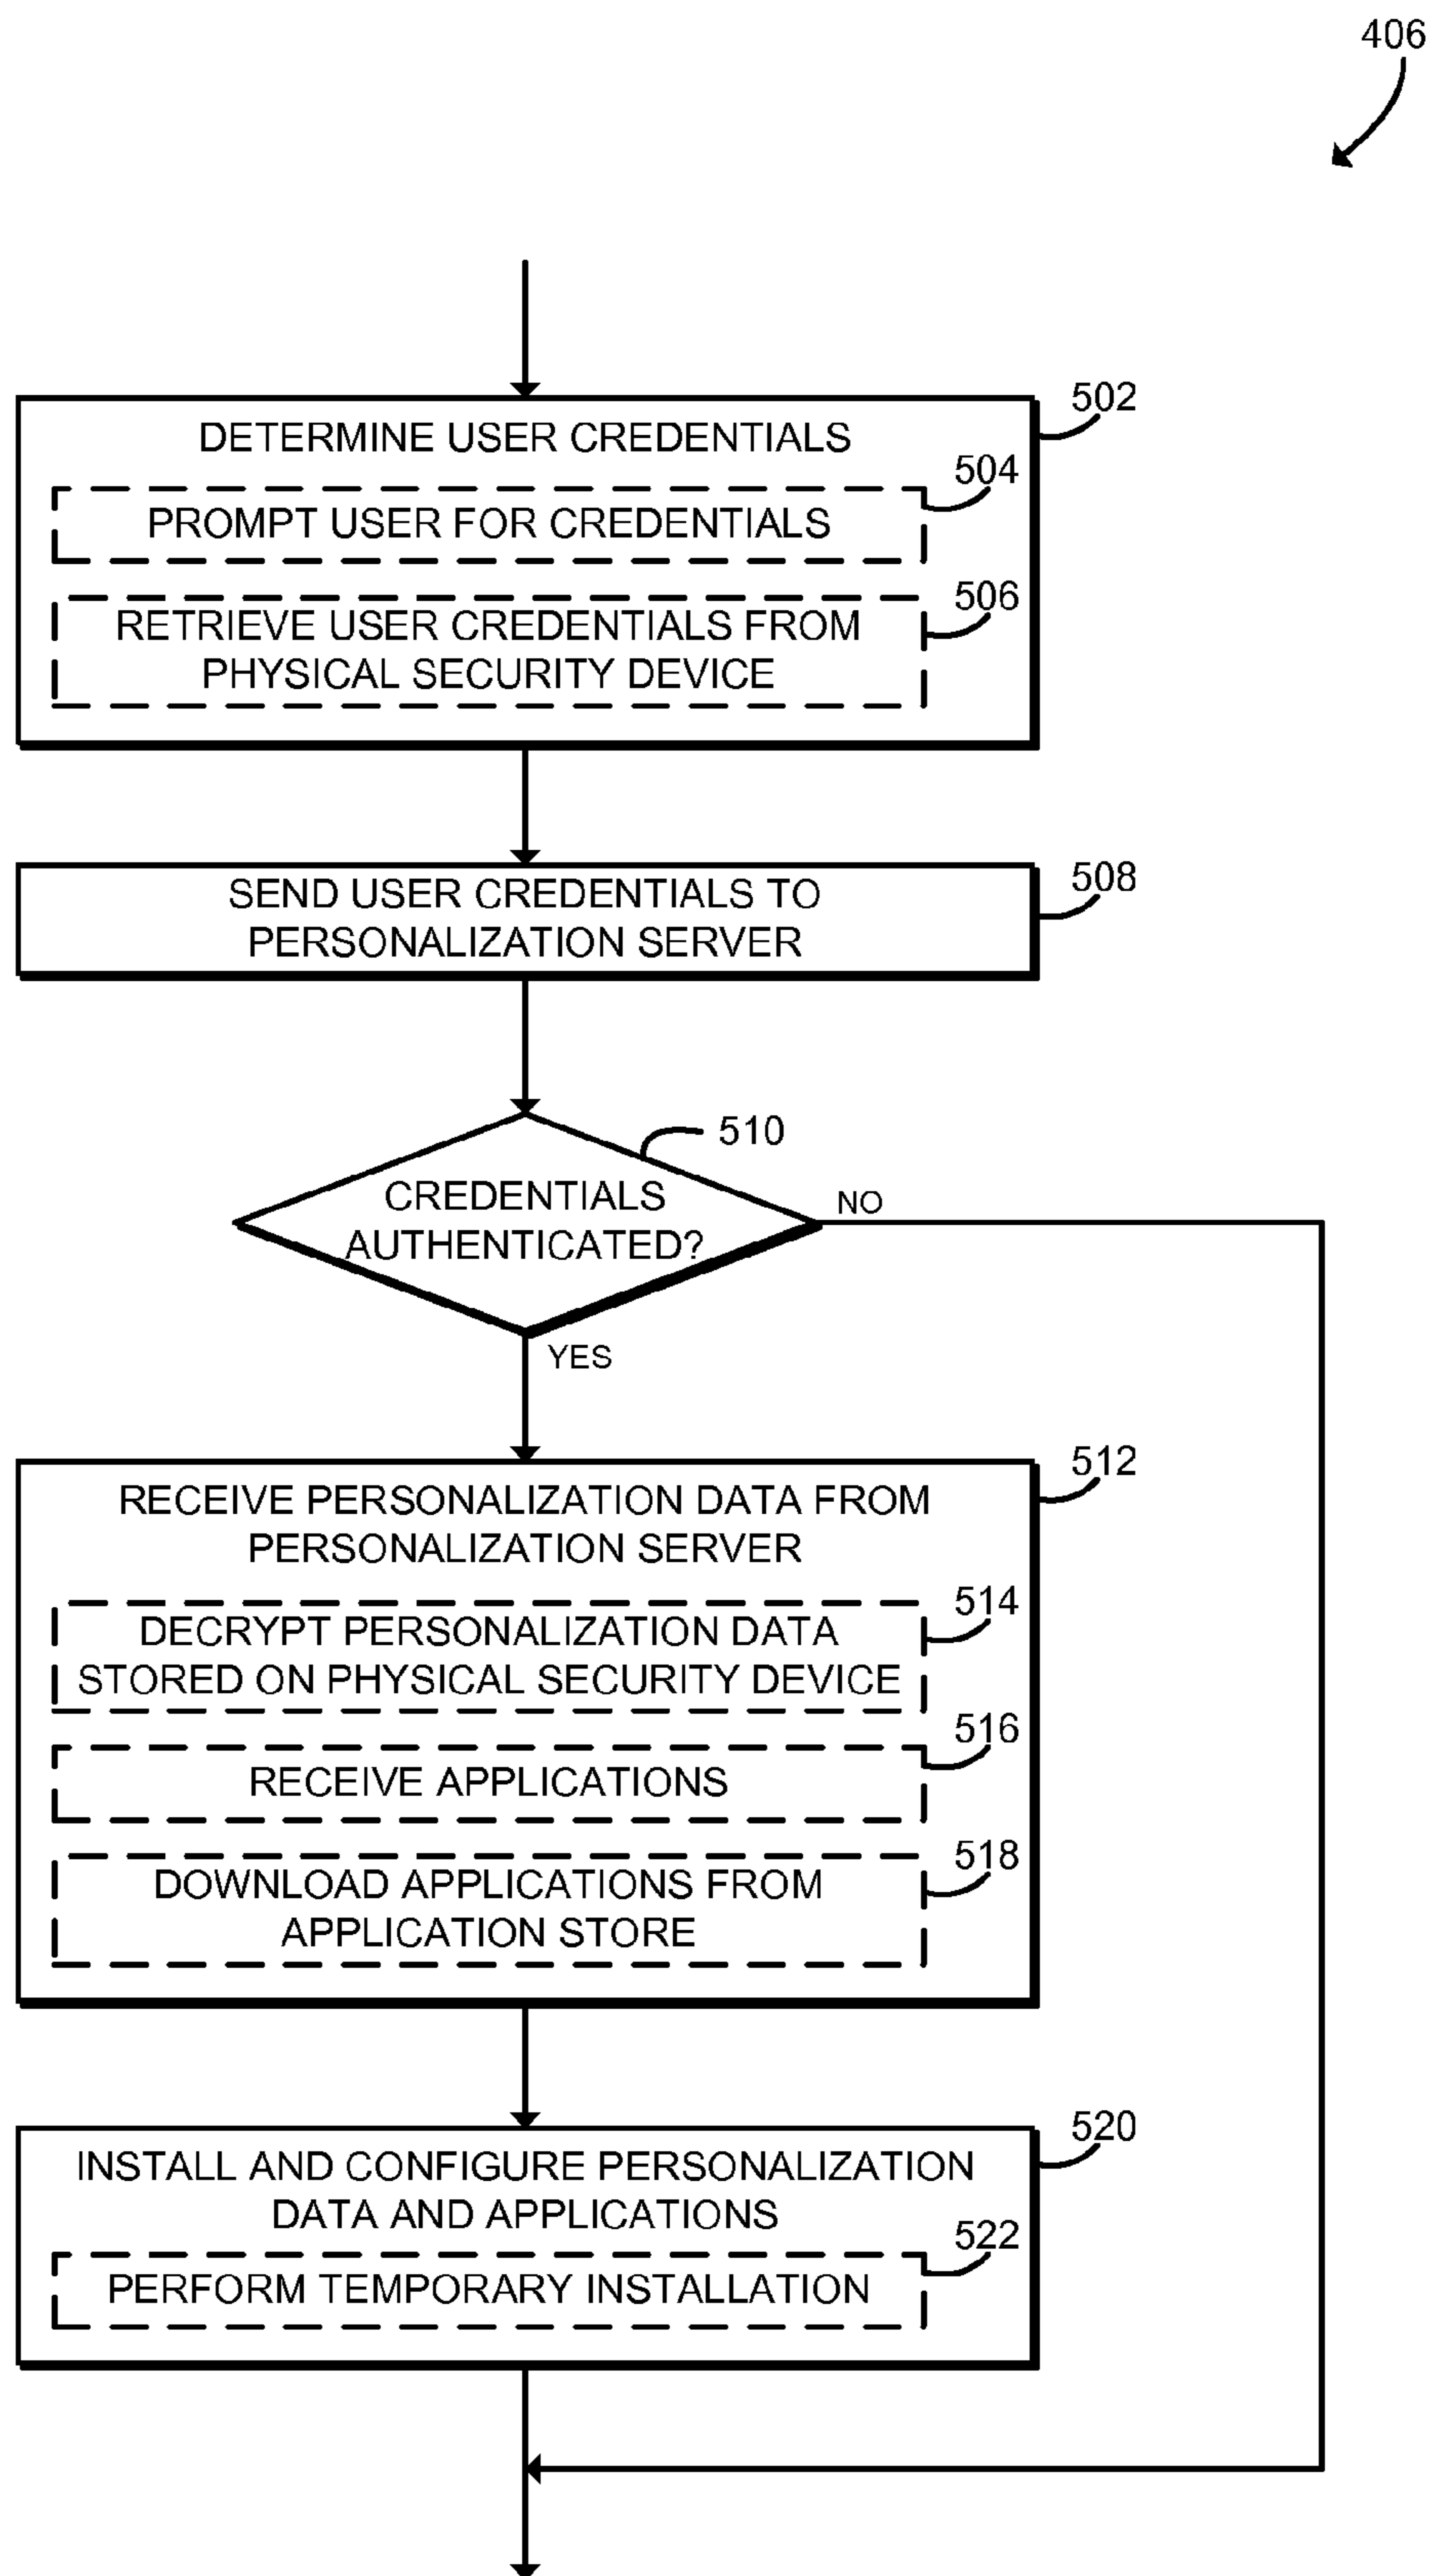 406
DETERMINE USER CREDENTIALS
502
PROMPT USER FOR CREDENTIALS
504
RETRIEVE USER CREDENTIALS FROM
PHYSICAL SECURITY DEVICE
506
SEND USER CREDENTIALS TO
PERSONALIZATION SERVER
508
CREDENTIALS
AUTHENTICATED?
510
NO
YES
RECEIVE PERSONALIZATION DATA FROM
PERSONALIZATION SERVER
512
DECRYPT PERSONALIZATION DATA
STORED ON PHYSICAL SECURITY DEVICE
514
RECEIVE APPLICATIONS
516
DOWNLOAD APPLICATIONS FROM
APPLICATION STORE
518
INSTALL AND CONFIGURE PERSONALIZATION
DATA AND APPLICATIONS
520
PERFORM TEMPORARY INSTALLATION
522